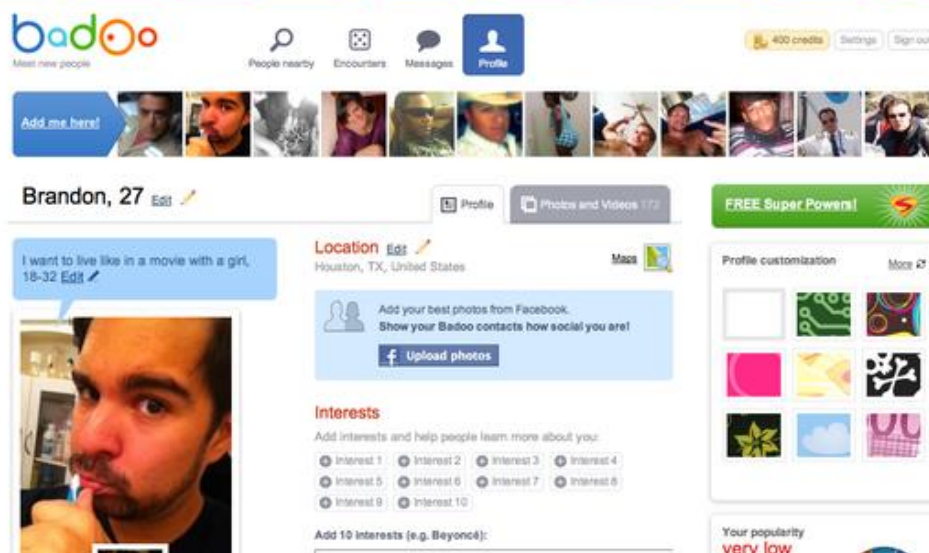 badoo
Meet new people
People nearby
Encounters
Messages
Profile
400 credits
Settings
Sign out
Add me here!
Brandon, 27 Edit
Profile
Photos and Videos 173
FREE Super Powers!
I want to live like in a movie with a girl,
18-32 Edit
Location Edit
Houston, TX, United States
Maps
Add your best photos from Facebook.
Show your Badoo contacts how social you are!
f Upload photos
Profile customization
More
Interests
Add interests and help people learn more about you:
Interest 1 Interest 2 Interest 3 Interest 4
Interest 5 Interest 6 Interest 7 Interest 8
Interest 9 Interest 10
Add 10 interests (e.g. Beyoncé):
Your popularity
very low